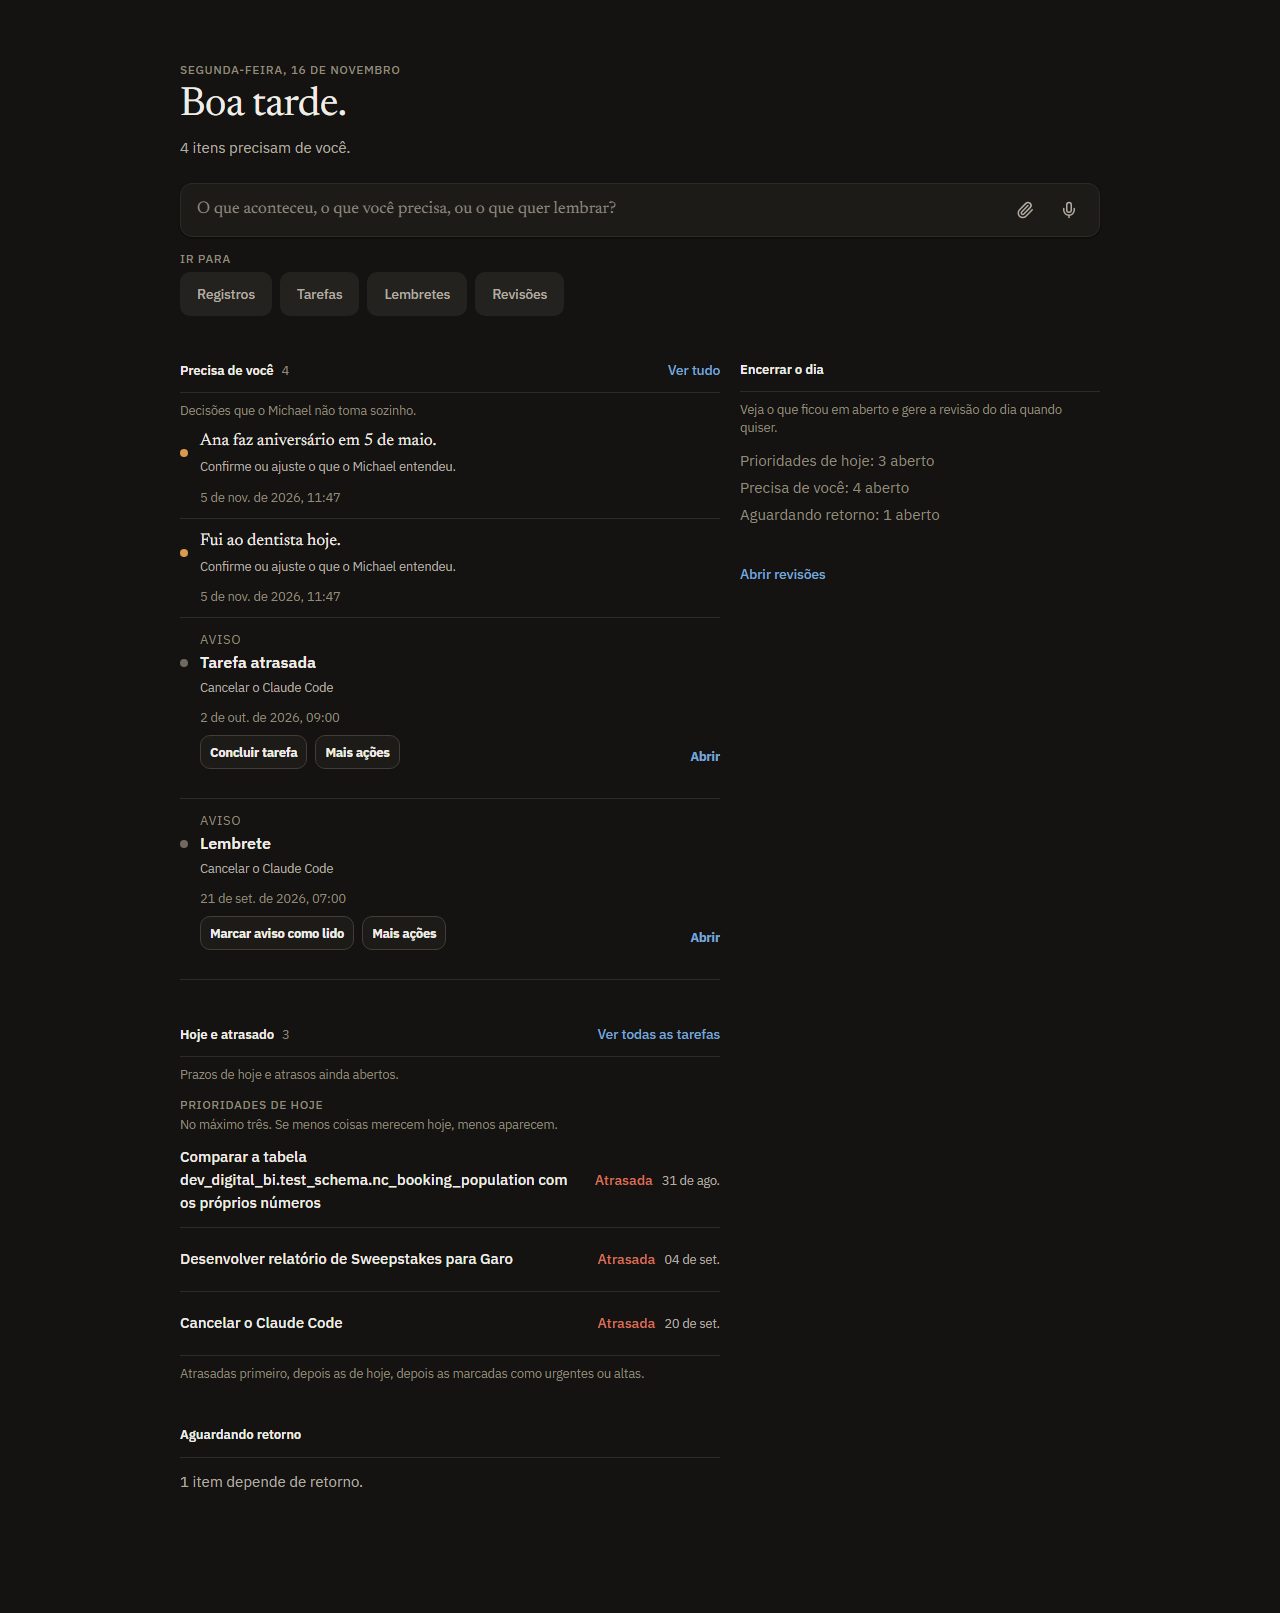 SEGUNDA-FEIRA, 16 DE NOVEMBRO
Boa tarde.
4 itens precisam de você.
O que aconteceu, o que você precisa, ou o que quer lembrar?
IR PARA
Registros
Tarefas
Lembretes
Revisões
Precisa de você 4
Ver tudo
Decisões que o Michael não toma sozinho.
Ana faz aniversário em 5 de maio.
Confirme ou ajuste o que o Michael entendeu.
5 de nov. de 2026, 11:47
Fui ao dentista hoje.
Confirme ou ajuste o que o Michael entendeu.
5 de nov. de 2026, 11:47
AVISO
Tarefa atrasada
Cancelar o Claude Code
2 de out. de 2026, 09:00
Concluir tarefa
Mais ações
Abrir
AVISO
Lembrete
Cancelar o Claude Code
21 de set. de 2026, 07:00
Marcar aviso como lido
Mais ações
Abrir
Hoje e atrasado 3
Ver todas as tarefas
Prazos de hoje e atrasos ainda abertos.
PRIORIDADES DE HOJE
No máximo três. Se menos coisas merecem hoje, menos aparecem.
Comparar a tabela
dev_digital_bi.test_schema.nc_booking_population com
os próprios números
Atrasada 31 de ago.
Desenvolver relatório de Sweepstakes para Garo
Atrasada 04 de set.
Cancelar o Claude Code
Atrasada 20 de set.
Atrasadas primeiro, depois as de hoje, depois as marcadas como urgentes ou altas.
Aguardando retorno
1 item depende de retorno.
Encerrar o dia
Veja o que ficou em aberto e gere a revisão do dia quando
quiser.
Prioridades de hoje: 3 aberto
Precisa de você: 4 aberto
Aguardando retorno: 1 aberto
Abrir revisões